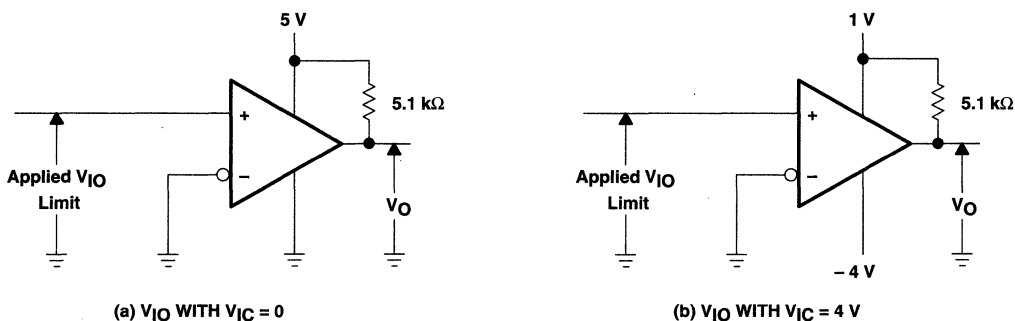 5 V
5.1 kΩ
+
−
Applied VIO
Limit
VO
(a) VIO WITH VIC = 0
1 V
5.1 kΩ
+
−
Applied VIO
Limit
VO
– 4 V
(b) VIO WITH VIC = 4 V